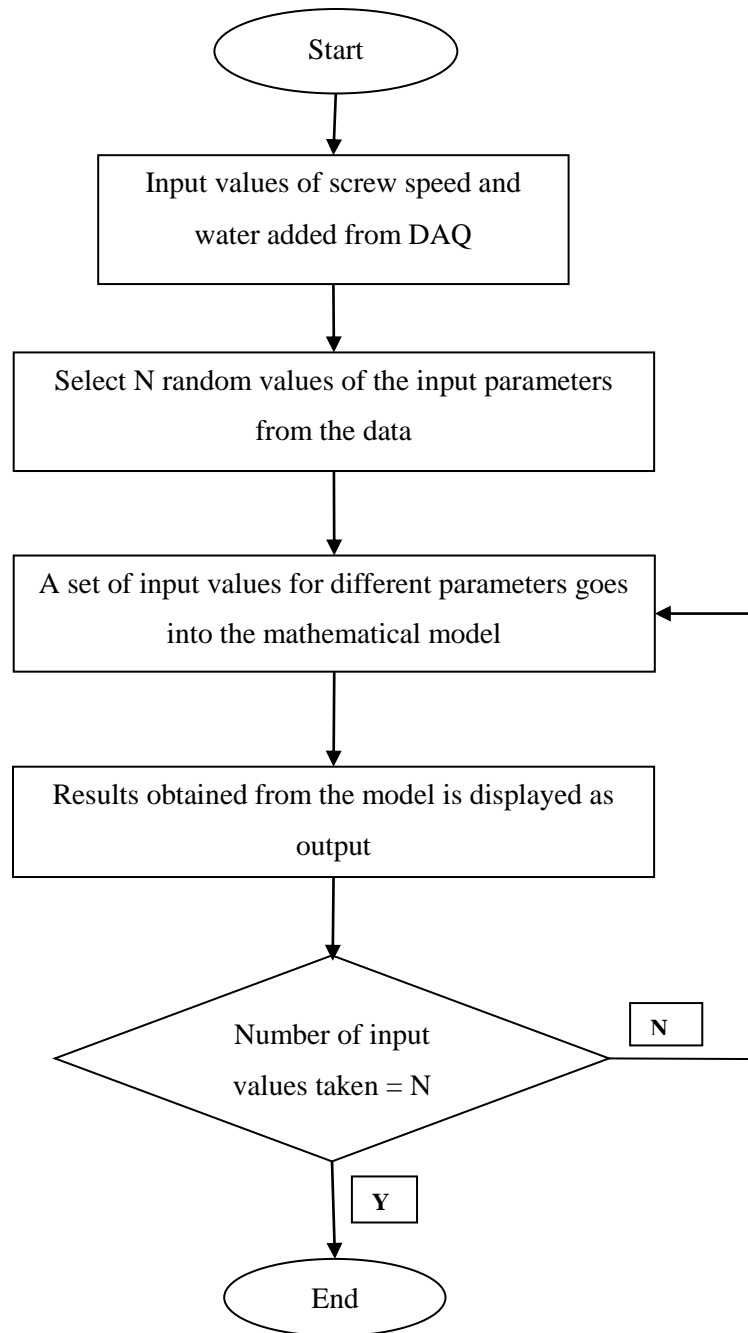 Start
Input values of screw speed and
water added from DAQ
Select N random values of the input parameters
from the data
A set of input values for different parameters goes
into the mathematical model
Results obtained from the model is displayed as
output
Number of input
values taken = N
N
Y
End